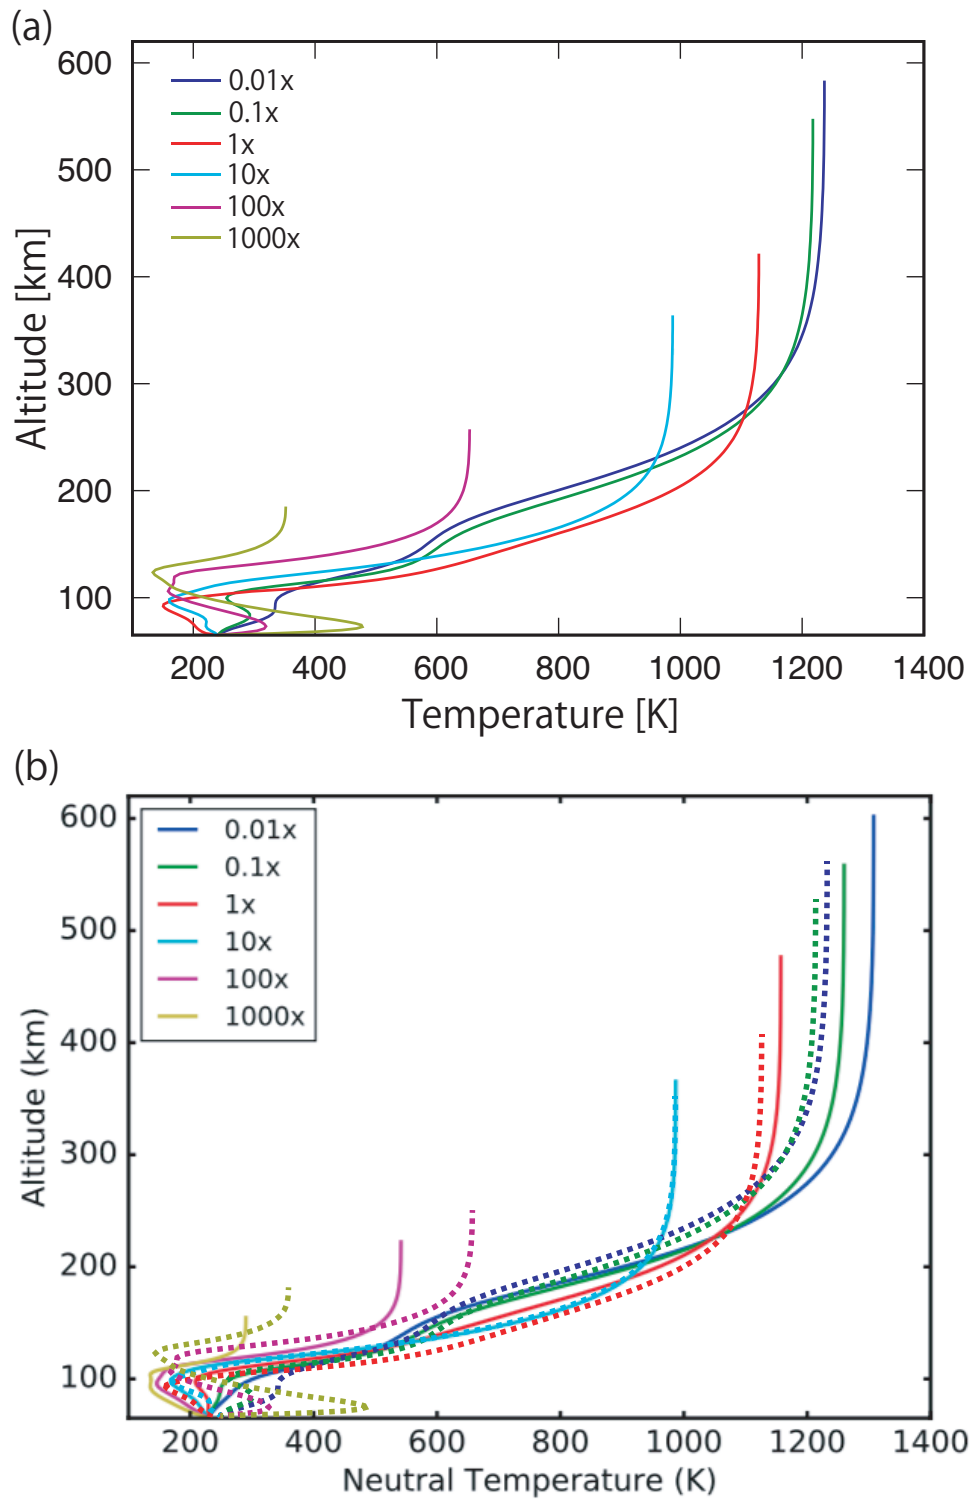 (a)
600
500
400
300
200
100
Altitude [km]
0.01x
0.1x
1x
10x
100x
1000x
200 400 600 800 1000 1200 1400
Temperature [K]
(b)
600
500
400
300
200
100
Altitude (km)
0.01x
0.1x
1x
10x
100x
1000x
200 400 600 800 1000 1200 1400
Neutral Temperature (K)